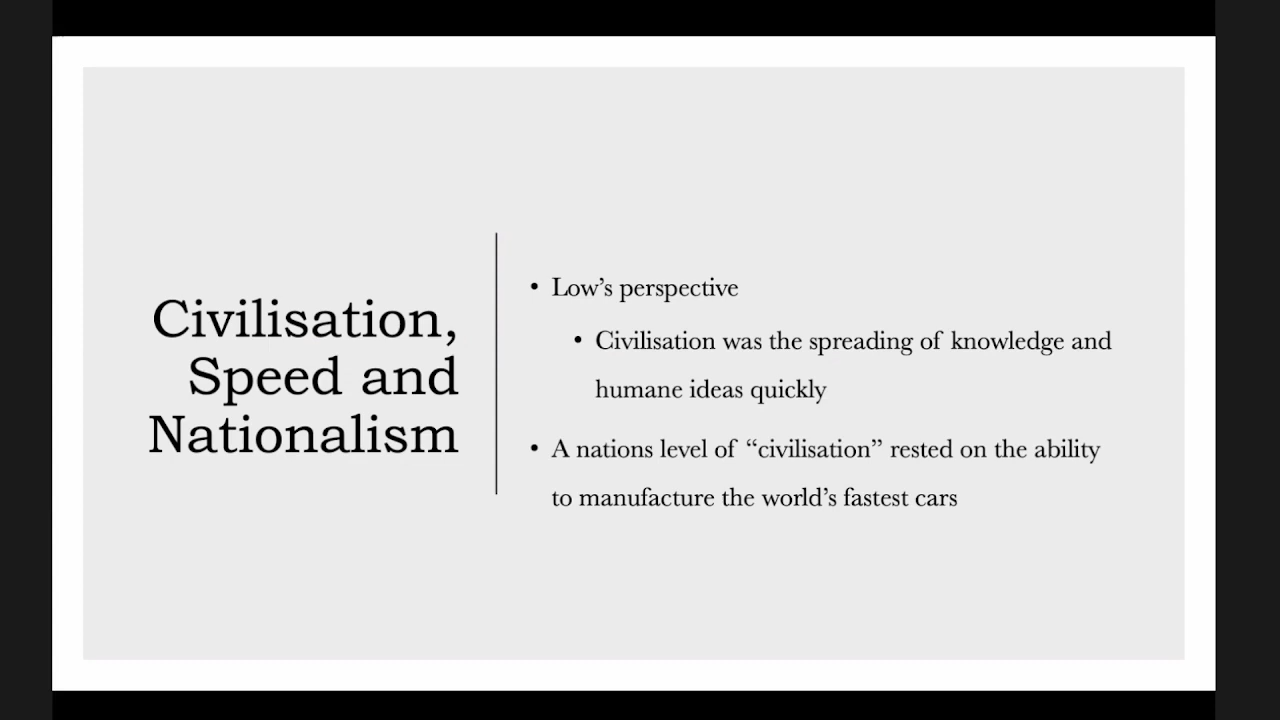 Civilisation,
Speed and
Nationalism
• Low’s perspective
• Civilisation was the spreading of knowledge and
humane ideas quickly
• A nations level of “civilisation” rested on the ability
to manufacture the world’s fastest cars